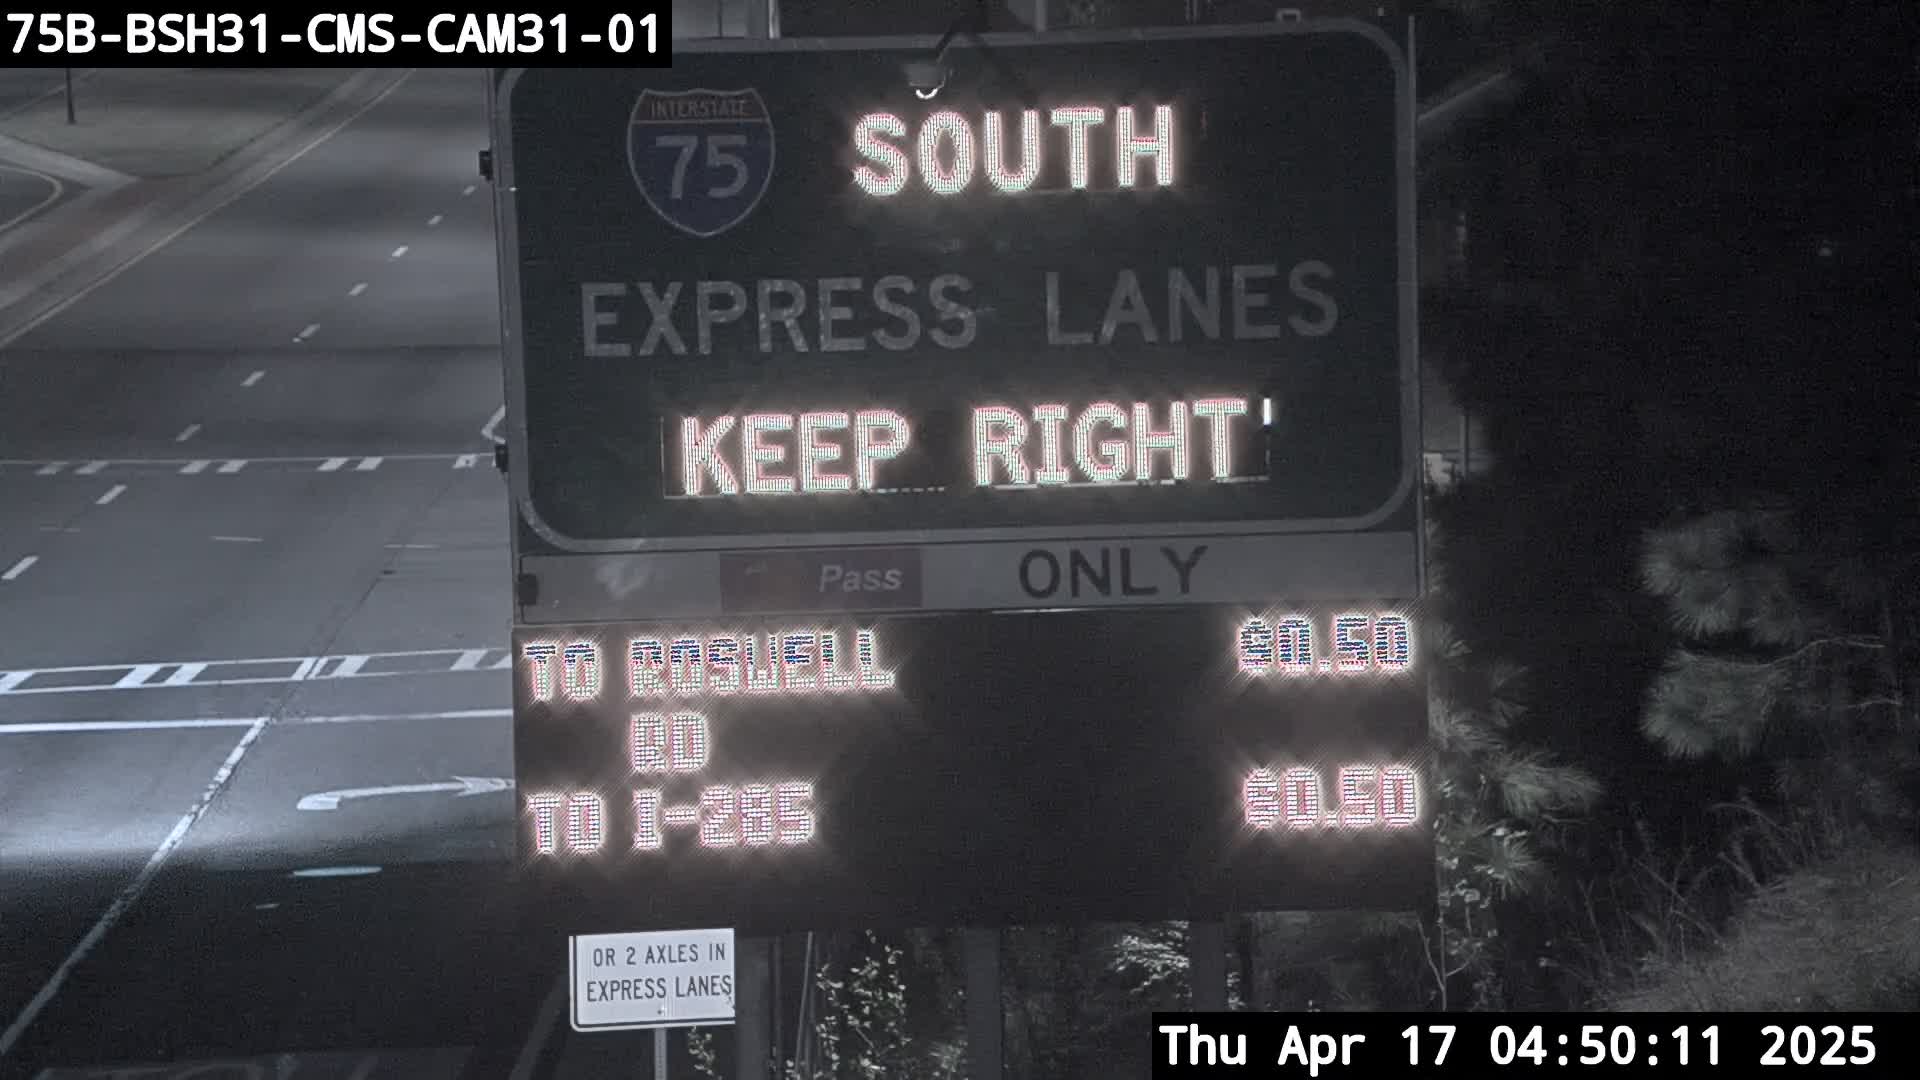 75B-BSH31-CMS-CAM31-01
INTERSTATE
75
SOUTH
EXPRESS LANES
KEEP RIGHT
Pass ONLY
TO ROSWELL $0.50
RD
TO I-285 $0.50
OR 2 AXLES IN
EXPRESS LANES
Thu Apr 17 04:50:11 2025